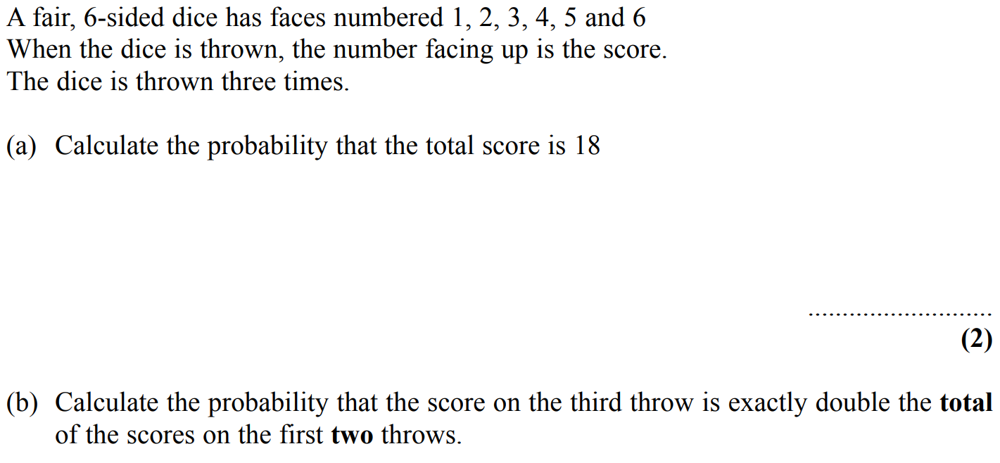 A fair, 6-sided dice has faces numbered 1, 2, 3, 4, 5 and 6
When the dice is thrown, the number facing up is the score.
The dice is thrown three times.
(a) Calculate the probability that the total score is 18
...........................
(2)
(b) Calculate the probability that the score on the third throw is exactly double the total
of the scores on the first two throws.